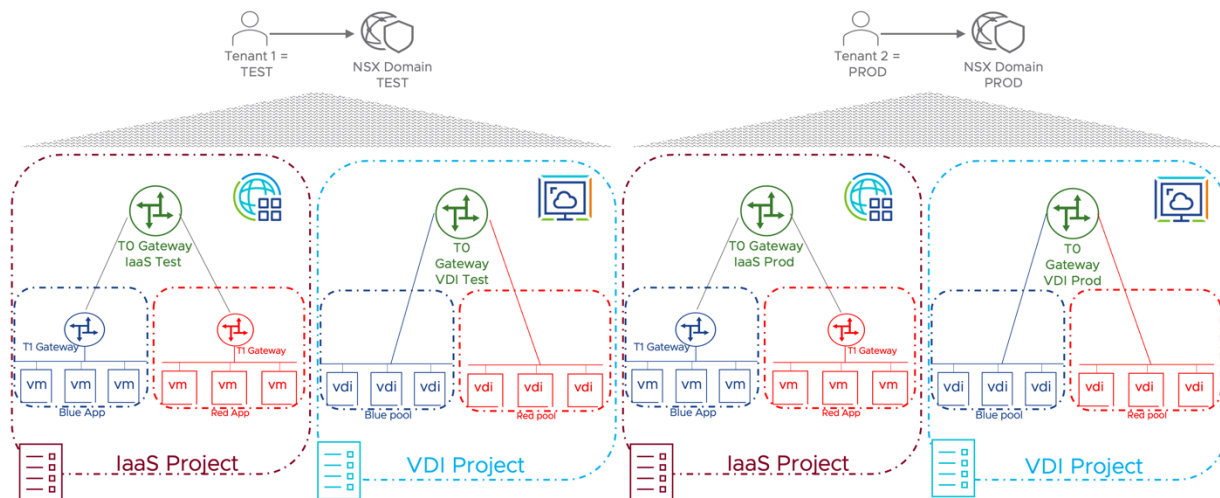 Tenant 1 =
TEST
NSX Domain
TEST
Tenant 2 =
PROD
NSX Domain
PROD
T0 Gateway
IaaS Test
T1 Gateway
vm vm vm
Blue App
T1 Gateway
vm vm vm
Red App
IaaS Project
T0
Gateway
VDI Test
vdi vdi vdi
Blue pool
vdi vdi vdi
Red pool
VDI Project
T0 Gateway
IaaS Prod
T1 Gateway
vm vm vm
Blue App
T1 Gateway
vm vm vm
Red App
IaaS Project
T0
Gateway
VDI Prod
vdi vdi vdi
Blue pool
vdi vdi vdi
Red pool
VDI Project